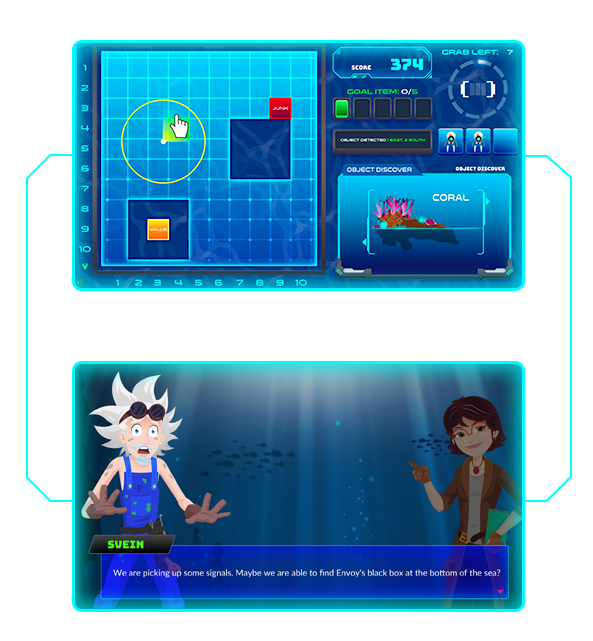 GRAB LEFT: 7
SCORE 374
GOAL ITEM: 0/5
OBJECT DETECTED 1 EAST, 2 SOUTH
OBJECT DISCOVER OBJECT DISCOVER
CORAL
JUNK
VALUE
1
2
3
4
5
6
7
8
9
10
Y
1 2 3 4 5 6 7 8 9 10
SVEIN
We are picking up some signals. Maybe we are able to find Envoy's black box at the bottom of the sea?